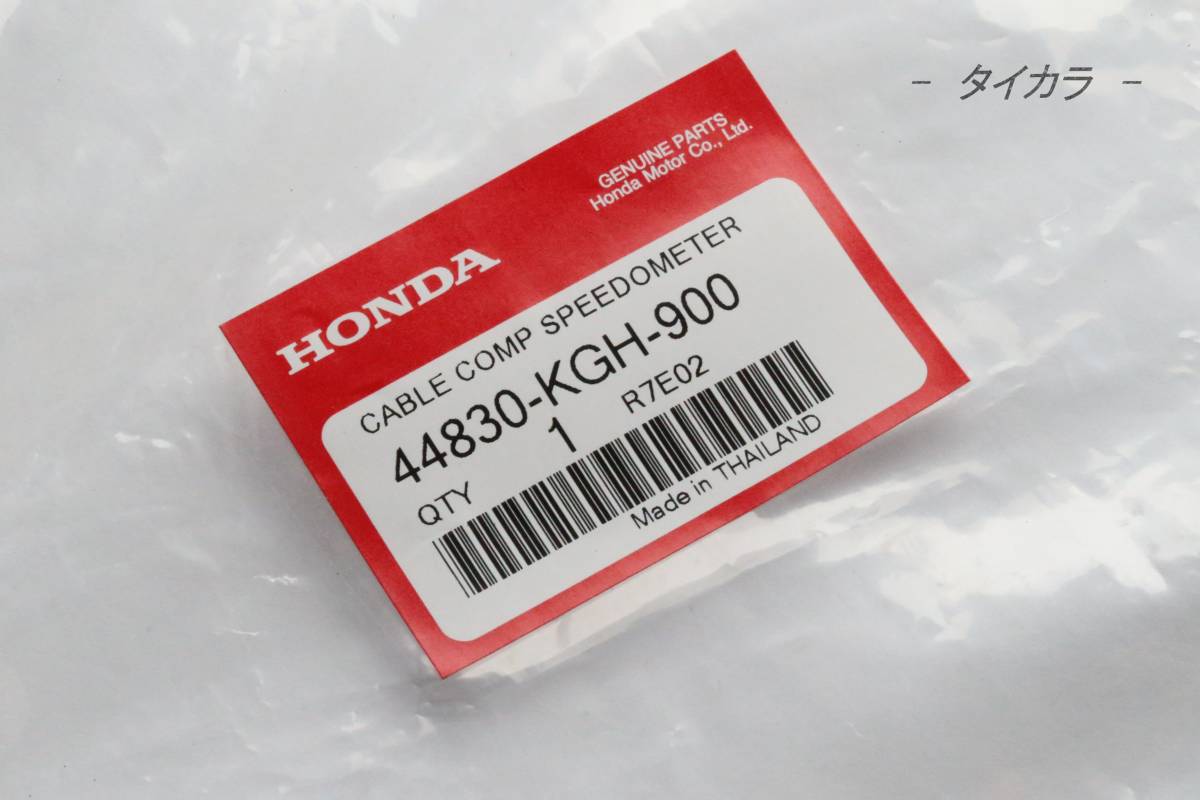 - タイカラ -
GENUINE PARTS
Honda Motor Co., Ltd.
HONDA
CABLE COMP SPEEDOMETER
44830-KGH-900
QTY 1 R7E02
Made in THAILAND